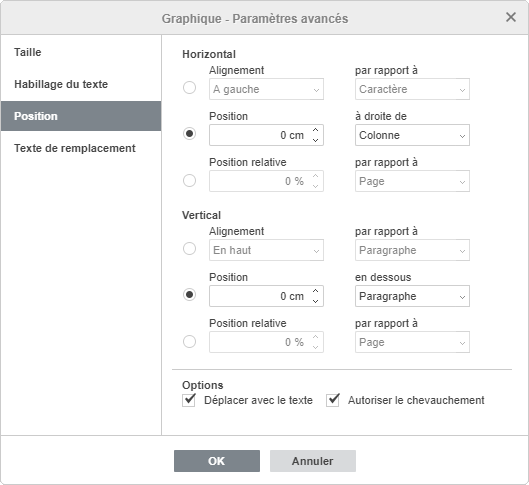 Graphique - Paramètres avancés
Taille
Habillage du texte
Position
Texte de remplacement
Horizontal
Alignement par rapport à
A gauche Caractère
Position à droite de
0 cm Colonne
Position relative par rapport à
0 % Page
Vertical
Alignement par rapport à
En haut Paragraphe
Position en dessous
0 cm Paragraphe
Position relative par rapport à
0 % Page
Options
Déplacer avec le texte Autoriser le chevauchement
OK Annuler